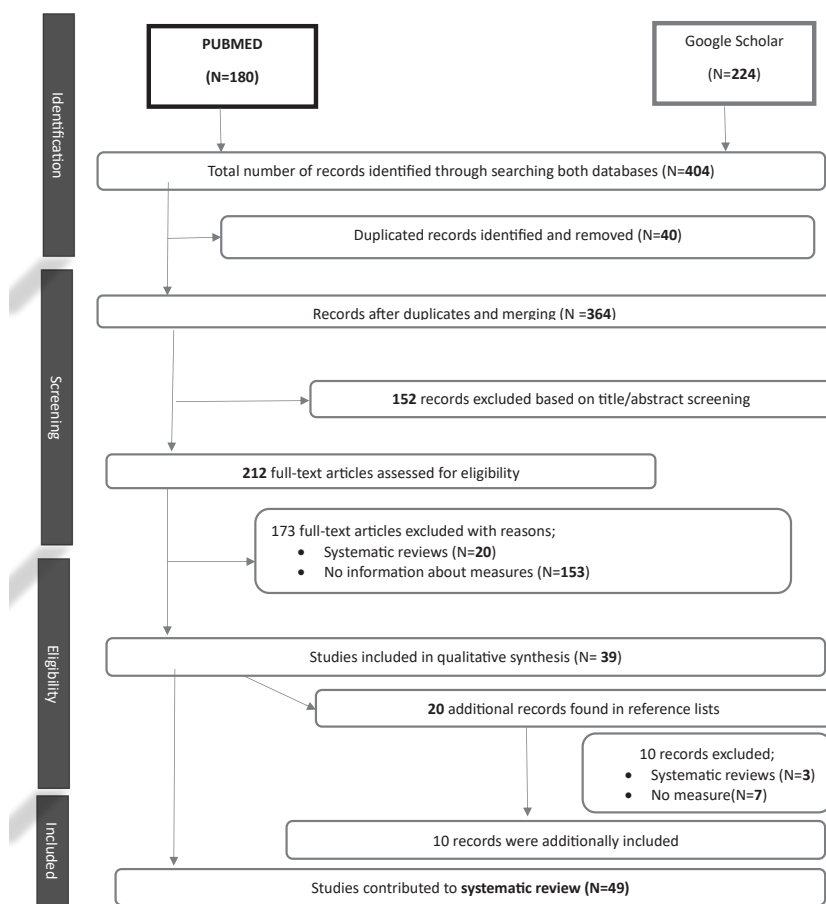 PUBMED
(N=180)
Google Scholar
(N=224)
Identification
Total number of records identified through searching both databases (N=404)
Duplicated records identified and removed (N=40)
Records after duplicates and merging (N =364)
Screening
152 records excluded based on title/abstract screening
212 full-text articles assessed for eligibility
173 full-text articles excluded with reasons;
• Systematic reviews (N=20)
• No information about measures (N=153)
Eligibility
Studies included in qualitative synthesis (N= 39)
20 additional records found in reference lists
10 records excluded;
• Systematic reviews (N=3)
• No measure(N=7)
Included
10 records were additionally included
Studies contributed to systematic review (N=49)